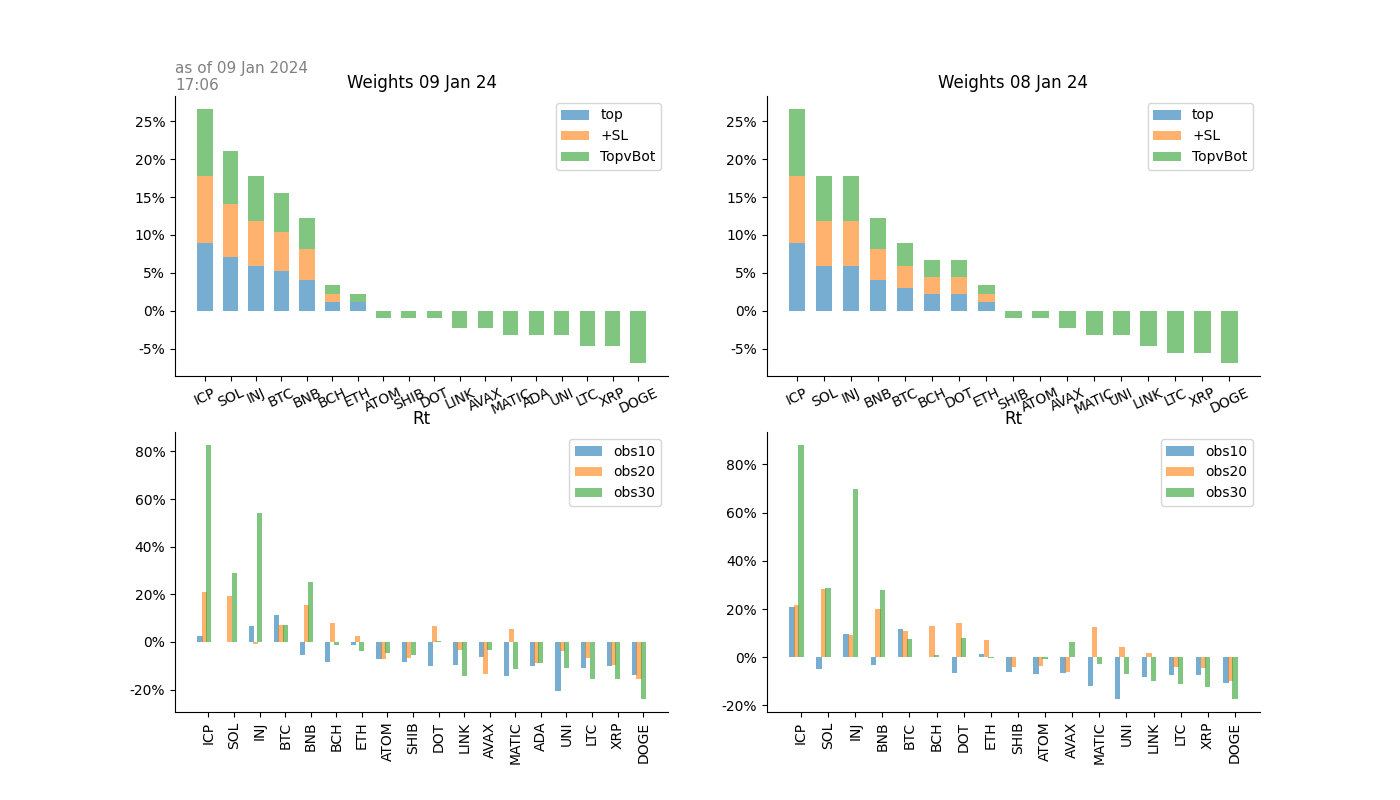 as of 09 Jan 2024
17:06
Weights 09 Jan 24
25%
20%
15%
10%
5%
0%
-5%
top
+SL
TopvBot
ICP SOL INJ BTC BNB BCH ETH ATOM SHIB DOT LINK AVAX MATIC ADA UNI LTC XRP DOGE
Weights 08 Jan 24
25%
20%
15%
10%
5%
0%
-5%
top
+SL
TopvBot
ICP SOL INJ BNB BTC BCH DOT ETH SHIB ATOM AVAX MATIC UNI LINK LTC XRP DOGE
Rt
80%
60%
40%
20%
0%
-20%
obs10
obs20
obs30
ICP SOL INJ BTC BNB BCH ETH ATOM SHIB DOT LINK AVAX MATIC ADA UNI LTC XRP DOGE
Rt
80%
60%
40%
20%
0%
-20%
obs10
obs20
obs30
ICP SOL INJ BNB BTC BCH DOT ETH SHIB ATOM AVAX MATIC UNI LINK LTC XRP DOGE